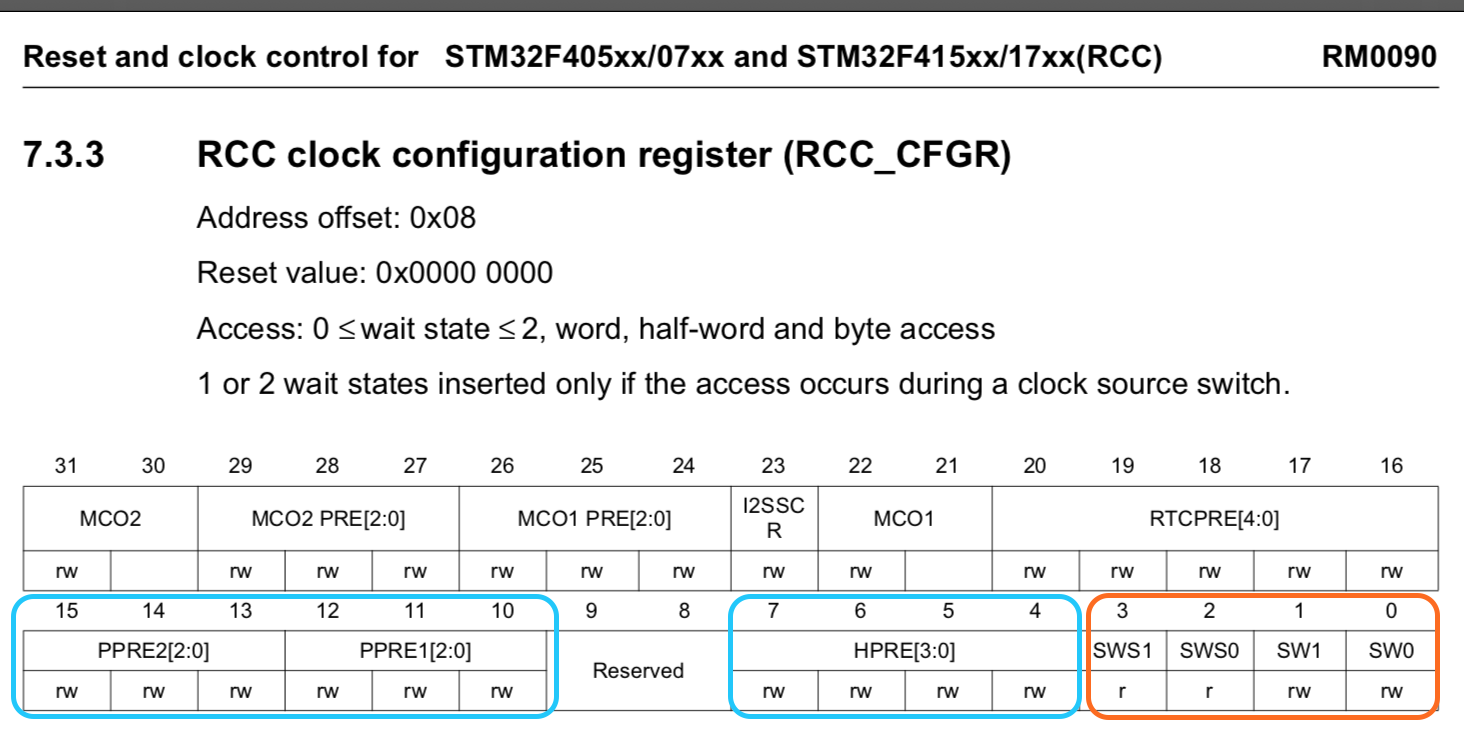 Reset and clock control for STM32F405xx/07xx and STM32F415xx/17xx(RCC) RM0090
7.3.3 RCC clock configuration register (RCC_CFGR)
Address offset: 0x08
Reset value: 0x0000 0000
Access: 0 ≤ wait state ≤ 2, word, half-word and byte access
1 or 2 wait states inserted only if the access occurs during a clock source switch.
31 30 29 28 27 26 25 24 23 22 21 20 19 18 17 16
MCO2 MCO2 PRE[2:0] MCO1 PRE[2:0] I2SSC MCO1 RTCPRE[4:0]
R
rw rw rw rw rw rw rw rw rw rw rw rw rw rw
15 14 13 12 11 10 9 8 7 6 5 4 3 2 1 0
PPRE2[2:0] PPRE1[2:0] Reserved HPRE[3:0] SWS1 SWS0 SW1 SW0
rw rw rw rw rw rw rw rw rw rw r r rw rw